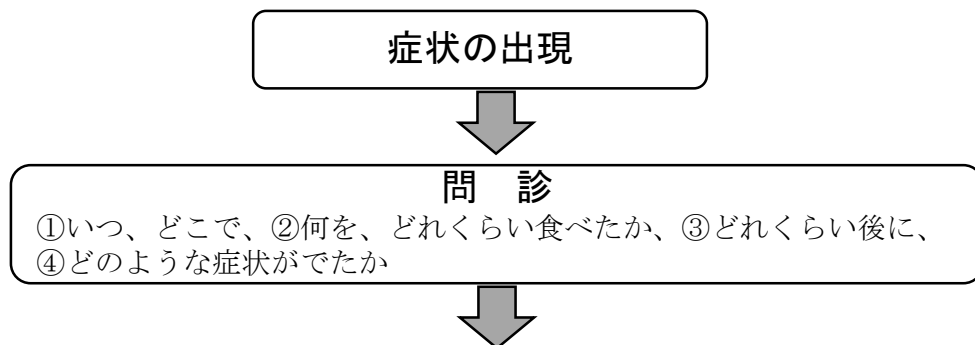 症状の出現
問　診
①いつ、どこで、②何を、どれくらい食べたか、③どれくらい後に、
④どのような症状がでたか